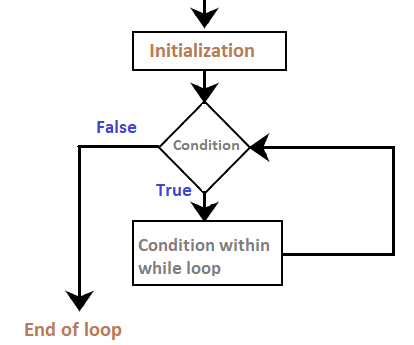 Initialization
False
Condition
True
Condition within
while loop
End of loop